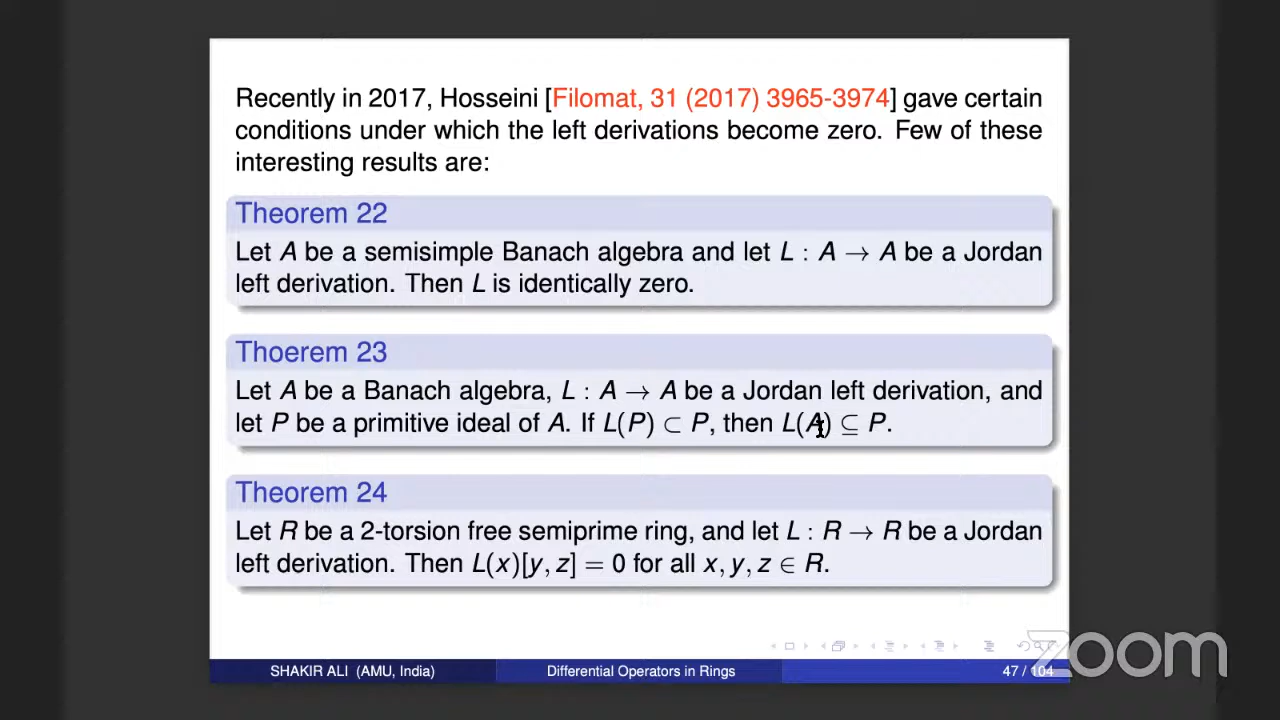 Recently in 2017, Hosseini [Filomat, 31 (2017) 3965-3974] gave certain
conditions under which the left derivations become zero. Few of these
interesting results are:
Theorem 22
Let A be a semisimple Banach algebra and let L : A → A be a Jordan
left derivation. Then L is identically zero.
Thoerem 23
Let A be a Banach algebra, L : A → A be a Jordan left derivation, and
let P be a primitive ideal of A. If L(P) ⊂ P, then L(A) ⊆ P.
Theorem 24
Let R be a 2-torsion free semiprime ring, and let L : R → R be a Jordan
left derivation. Then L(x)[y, z] = 0 for all x, y, z ∈ R.
SHAKIR ALI (AMU, India)
Differential Operators in Rings
47 / 104
zoom